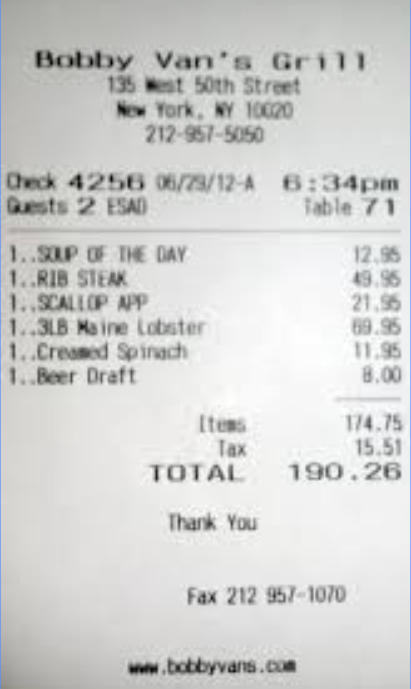 Bobby Van's Grill
135 West 50th Street
New York, NY 10020
212-957-5050
Check 4256 06/29/12-A 6:34pm
Guests 2 ESAD Table 71
1..SOUP OF THE DAY 12.95
1..RIB STEAK 49.95
1..SCALLOP APP 21.95
1..3LB Maine Lobster 69.95
1..Creamed Spinach 11.95
1..Beer Draft 8.00
Items 174.75
Tax 15.51
TOTAL 190.26
Thank You
Fax 212 957-1070
www.bobbyvans.com